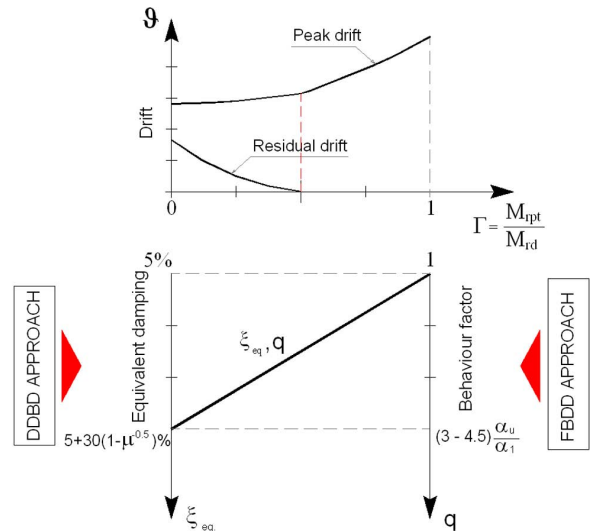 ϑ
Peak drift
Drift
Residual drift
0
1
Γ = M_rpt / M_rd
5%
1
DDBD APPROACH
Equivalent damping
ξ_eq, q
Behaviour factor
FBDD APPROACH
5+30(1-μ^-0.5)%
(3 - 4.5) α_u / α_1
ξ_eq.
q